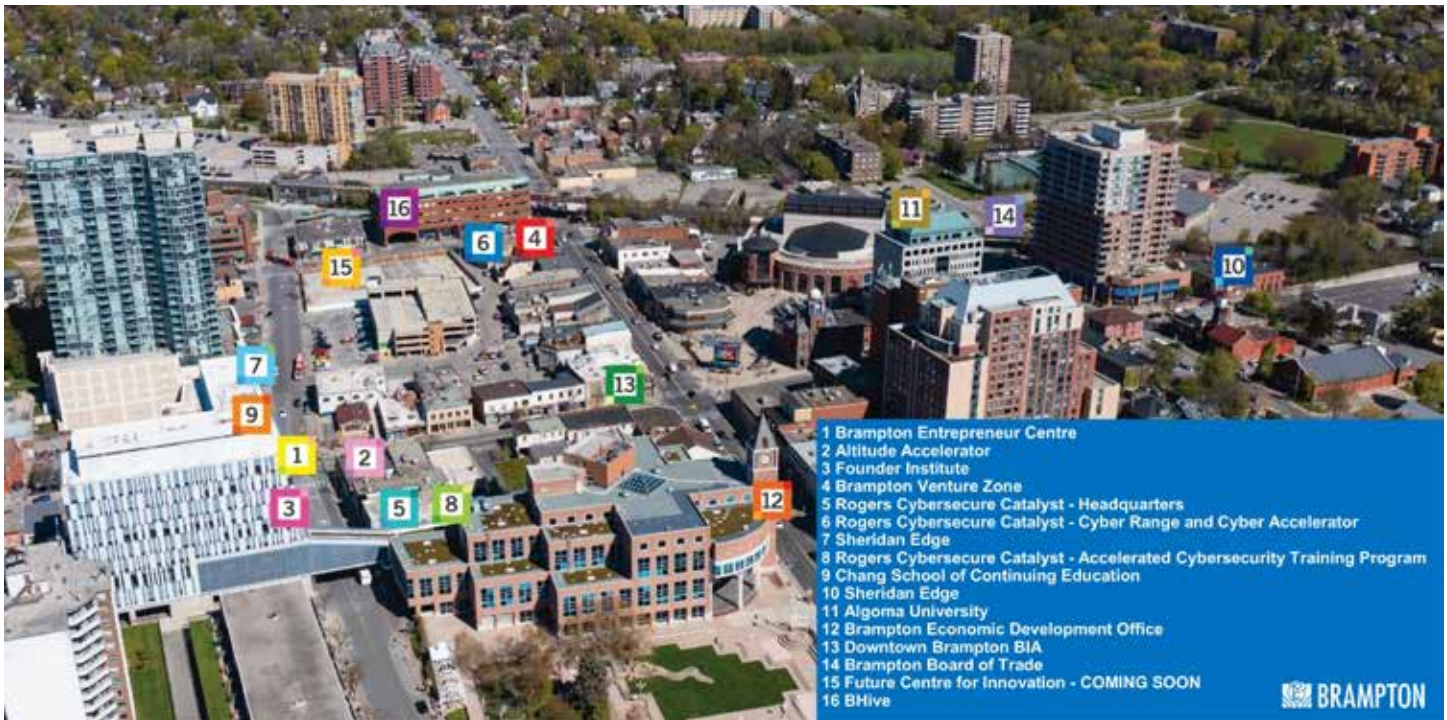 16
11
14
6
4
15
10
7
13
9
1
2
3
5
8
12
1 Brampton Entrepreneur Centre
2 Altitude Accelerator
3 Founder Institute
4 Brampton Venture Zone
5 Rogers Cybersecure Catalyst - Headquarters
6 Rogers Cybersecure Catalyst - Cyber Range and Cyber Accelerator
7 Sheridan Edge
8 Rogers Cybersecure Catalyst - Accelerated Cybersecurity Training Program
9 Chang School of Continuing Education
10 Sheridan Edge
11 Algoma University
12 Brampton Economic Development Office
13 Downtown Brampton BIA
14 Brampton Board of Trade
15 Future Centre for Innovation - COMING SOON
16 BHive
BRAMPTON